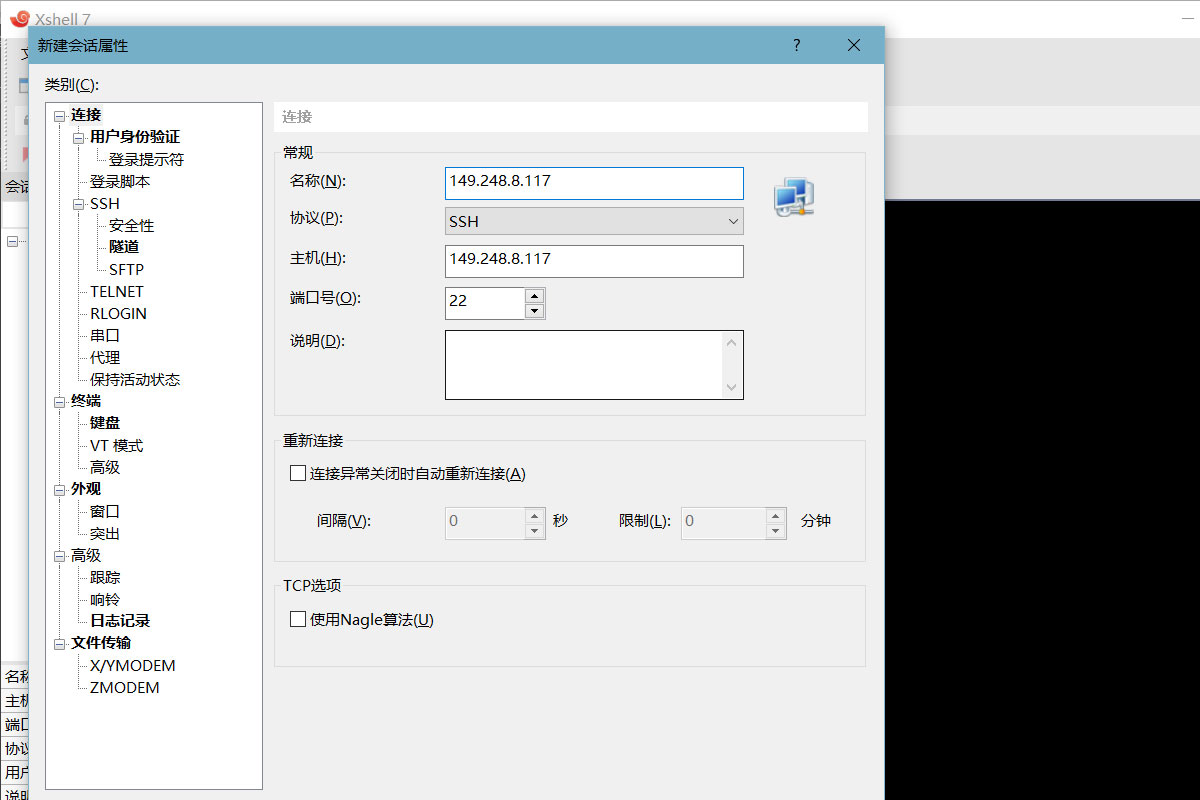 Xshell 7
新建会话属性
?
类别(C):
连接
用户身份验证
登录提示符
登录脚本
SSH
安全性
隧道
SFTP
TELNET
RLOGIN
串口
代理
保持活动状态
终端
键盘
VT 模式
高级
外观
窗口
突出
高级
跟踪
响铃
日志记录
文件传输
X/YMODEM
ZMODEM
连接
常规
名称(N):
149.248.8.117
协议(P):
SSH
主机(H):
149.248.8.117
端口号(O):
22
说明(D):
重新连接
连接异常关闭时自动重新连接(A)
间隔(V):
0
秒
限制(L):
0
分钟
TCP选项
使用Nagle算法(U)
会话
名称
主机
端口
协议
用户
说明